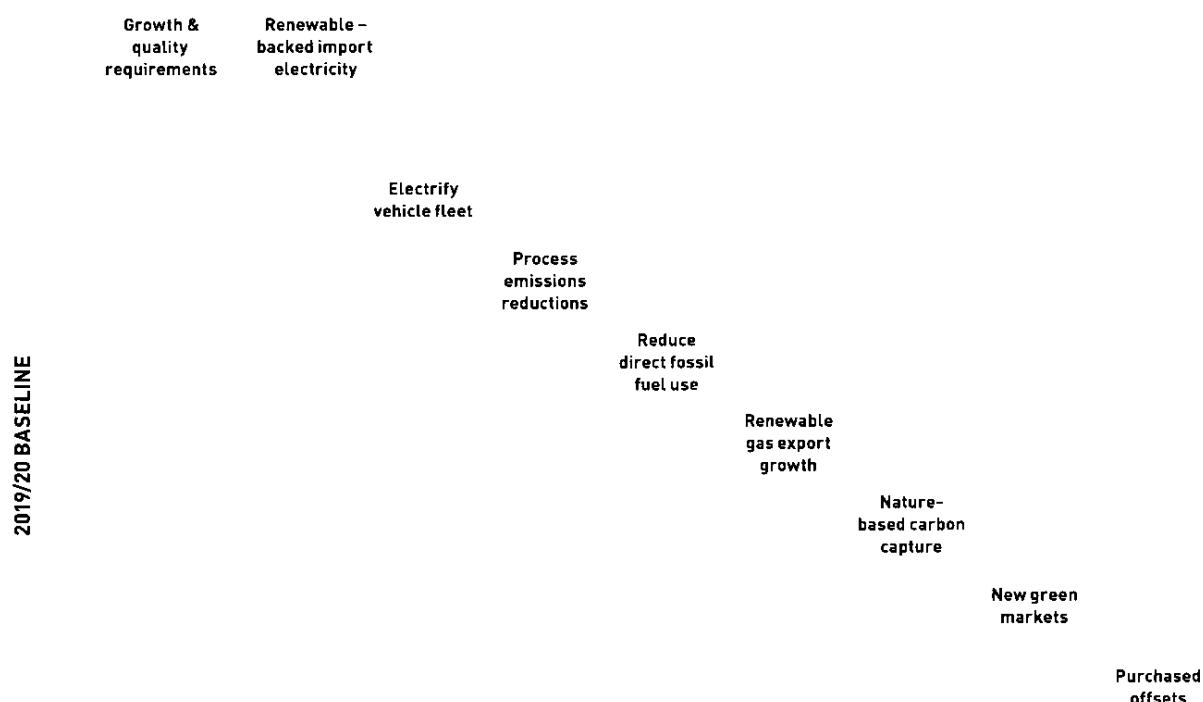 Growth &
quality
requirements
Renewable –
backed import
electricity
Electrify
vehicle fleet
Process
emissions
reductions
Reduce
direct fossil
fuel use
Renewable
gas export
growth
Nature–
based carbon
capture
New green
markets
Purchased
offsets
2019/20 BASELINE